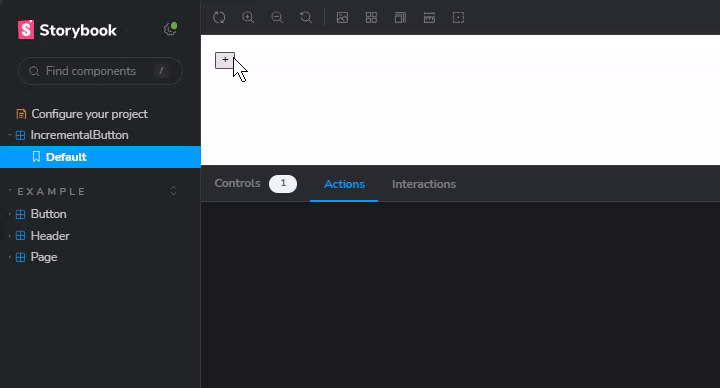 Storybook
Find components /
Configure your project
IncrementalButton
Default
EXAMPLE
Button
Header
Page
+
Controls 1 Actions Interactions